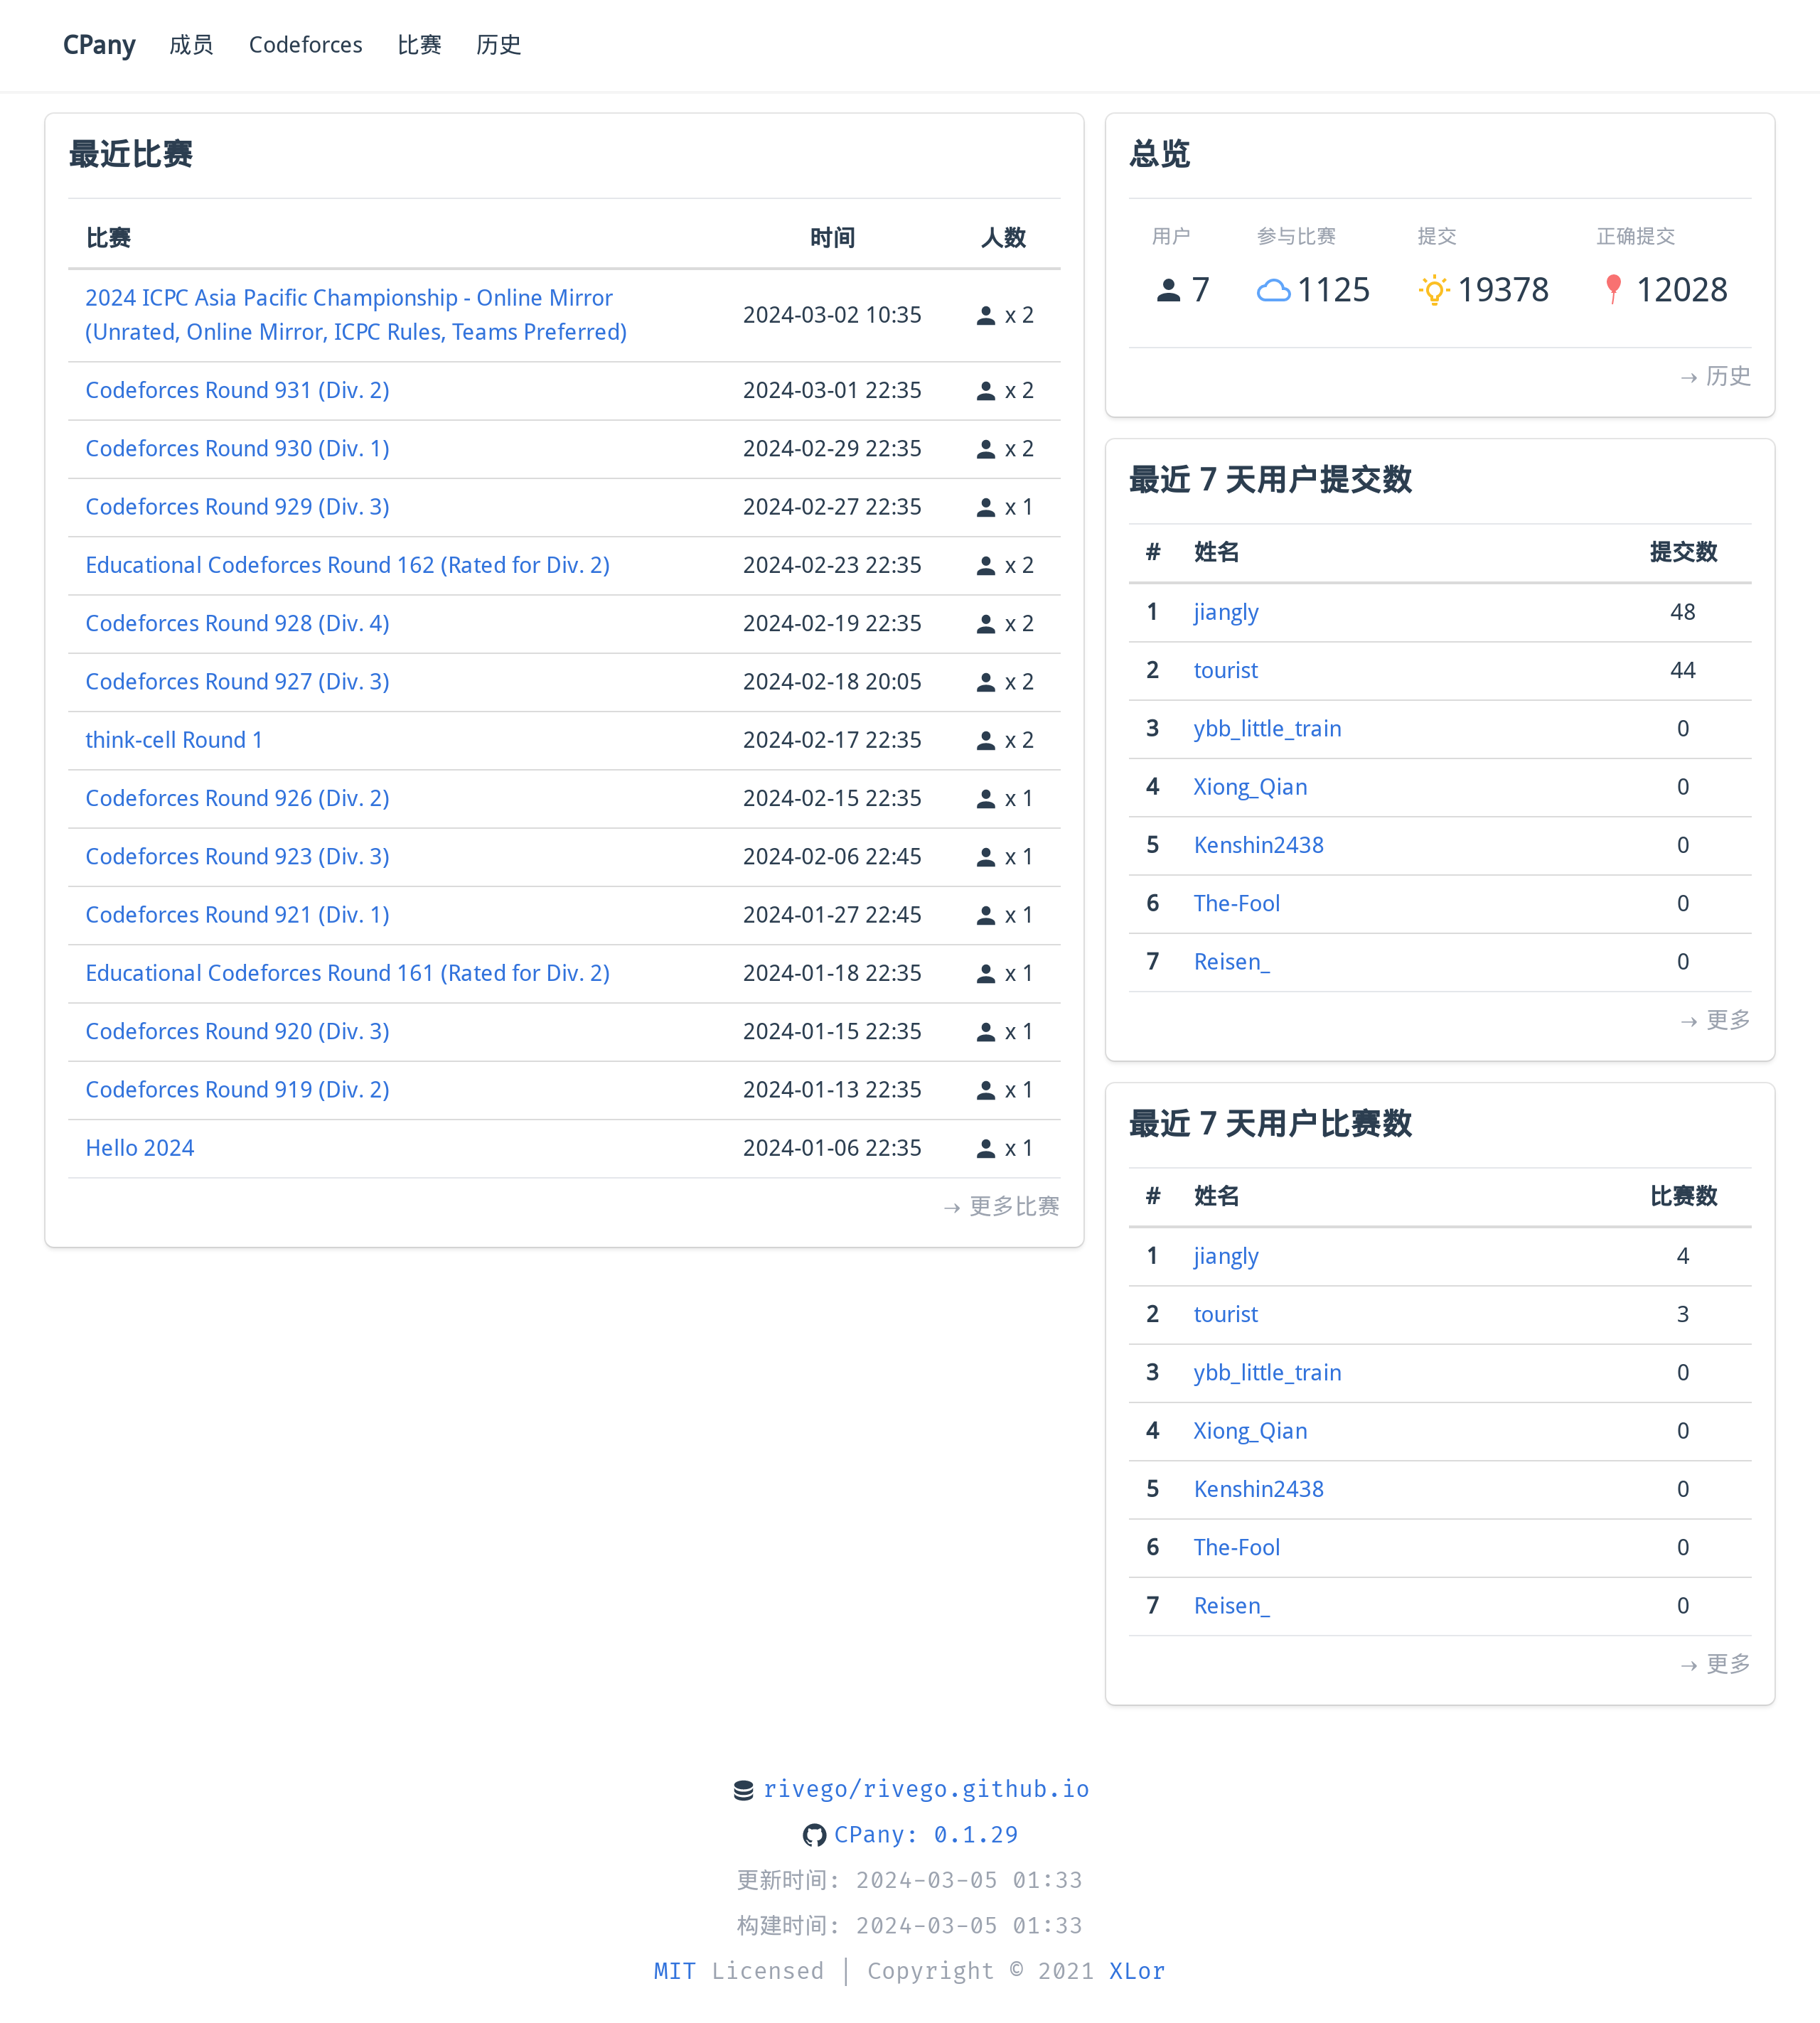 CPany 成员 Codeforces 比赛 历史
最近比赛
比赛 时间 人数
2024 ICPC Asia Pacific Championship - Online Mirror
(Unrated, Online Mirror, ICPC Rules, Teams Preferred) 2024-03-02 10:35 x 2
Codeforces Round 931 (Div. 2) 2024-03-01 22:35 x 2
Codeforces Round 930 (Div. 1) 2024-02-29 22:35 x 2
Codeforces Round 929 (Div. 3) 2024-02-27 22:35 x 1
Educational Codeforces Round 162 (Rated for Div. 2) 2024-02-23 22:35 x 2
Codeforces Round 928 (Div. 4) 2024-02-19 22:35 x 2
Codeforces Round 927 (Div. 3) 2024-02-18 20:05 x 2
think-cell Round 1 2024-02-17 22:35 x 2
Codeforces Round 926 (Div. 2) 2024-02-15 22:35 x 1
Codeforces Round 923 (Div. 3) 2024-02-06 22:45 x 1
Codeforces Round 921 (Div. 1) 2024-01-27 22:45 x 1
Educational Codeforces Round 161 (Rated for Div. 2) 2024-01-18 22:35 x 1
Codeforces Round 920 (Div. 3) 2024-01-15 22:35 x 1
Codeforces Round 919 (Div. 2) 2024-01-13 22:35 x 1
Hello 2024 2024-01-06 22:35 x 1
→ 更多比赛
总览
用户 参与比赛 提交 正确提交
7 1125 19378 12028
→ 历史
最近 7 天用户提交数
# 姓名 提交数
1 jiangly 48
2 tourist 44
3 ybb_little_train 0
4 Xiong_Qian 0
5 Kenshin2438 0
6 The-Fool 0
7 Reisen_ 0
→ 更多
最近 7 天用户比赛数
# 姓名 比赛数
1 jiangly 4
2 tourist 3
3 ybb_little_train 0
4 Xiong_Qian 0
5 Kenshin2438 0
6 The-Fool 0
7 Reisen_ 0
→ 更多
rivego/rivego.github.io
CPany: 0.1.29
更新时间: 2024-03-05 01:33
构建时间: 2024-03-05 01:33
MIT Licensed | Copyright © 2021 XLor